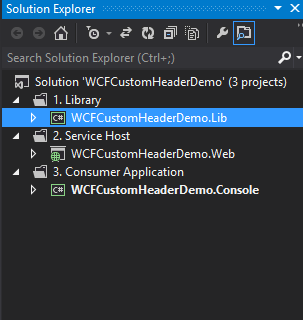 Solution Explorer
Search Solution Explorer (Ctrl+;)
Solution 'WCFCustomHeaderDemo' (3 projects)
1. Library
C# WCFCustomHeaderDemo.Lib
2. Service Host
WCFCustomHeaderDemo.Web
3. Consumer Application
C# WCFCustomHeaderDemo.Console